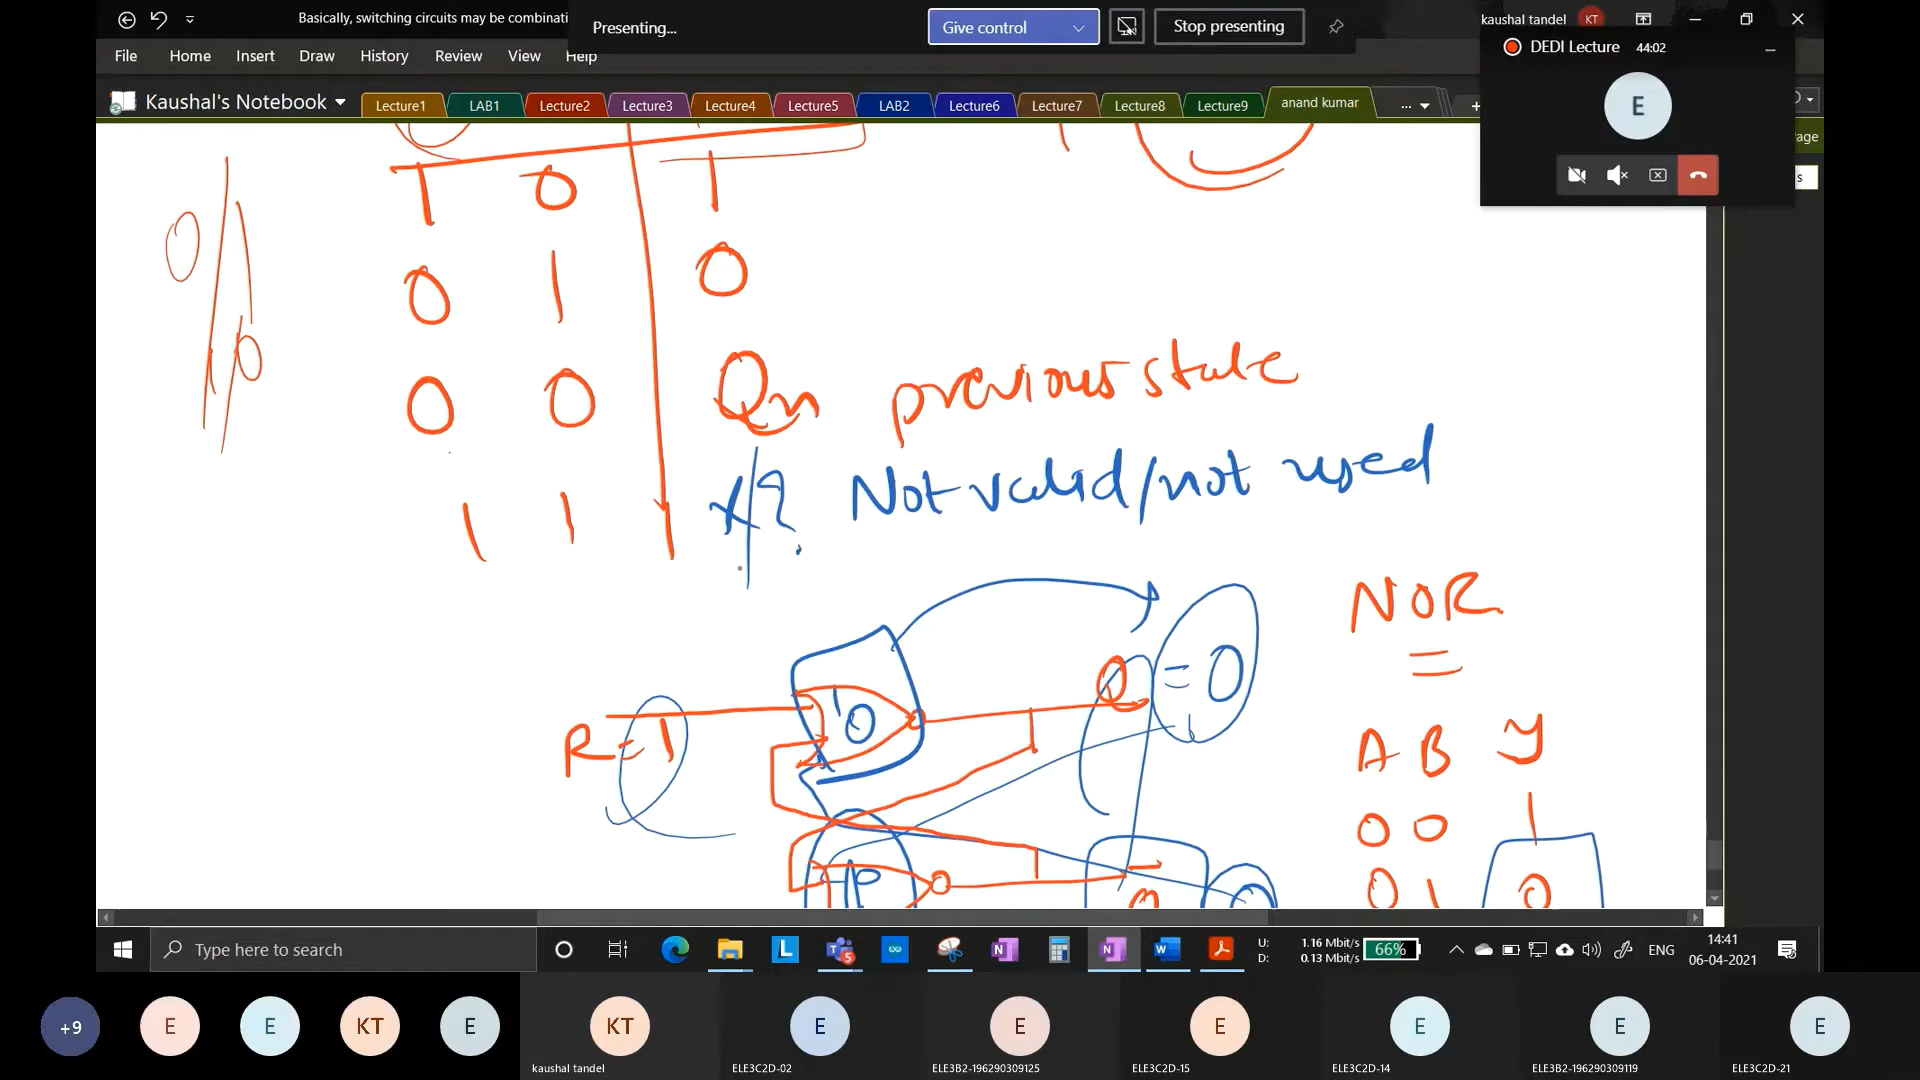 Basically, switching circuits may be combinati
Presenting...
Give control
Stop presenting
kaushal tandel KT
DEDI Lecture 44:02
File Home Insert Draw History Review View Help
E
Kaushal's Notebook
Lecture1 LAB1 Lecture2 Lecture3 Lecture4 Lecture5 LAB2 Lecture6 Lecture7 Lecture8 Lecture9 anand kumar ... +
age
s
1 0 1
0 1 0
0 0 Qn previous state
1 1 X/? Not valid/not used
NOR
R = 1
Q = 0
A B Y
0 0 1
0 1 0
Type here to search
U: 1.16 Mbit/s
D: 0.13 Mbit/s
66%
ENG
14:41
06-04-2021
+9 E E KT E KT E E E E E E
kaushal tandel ELE3C2D-02 ELE3B2-196290309125 ELE3C2D-15 ELE3C2D-14 ELE3B2-196290309119 ELE3C2D-21